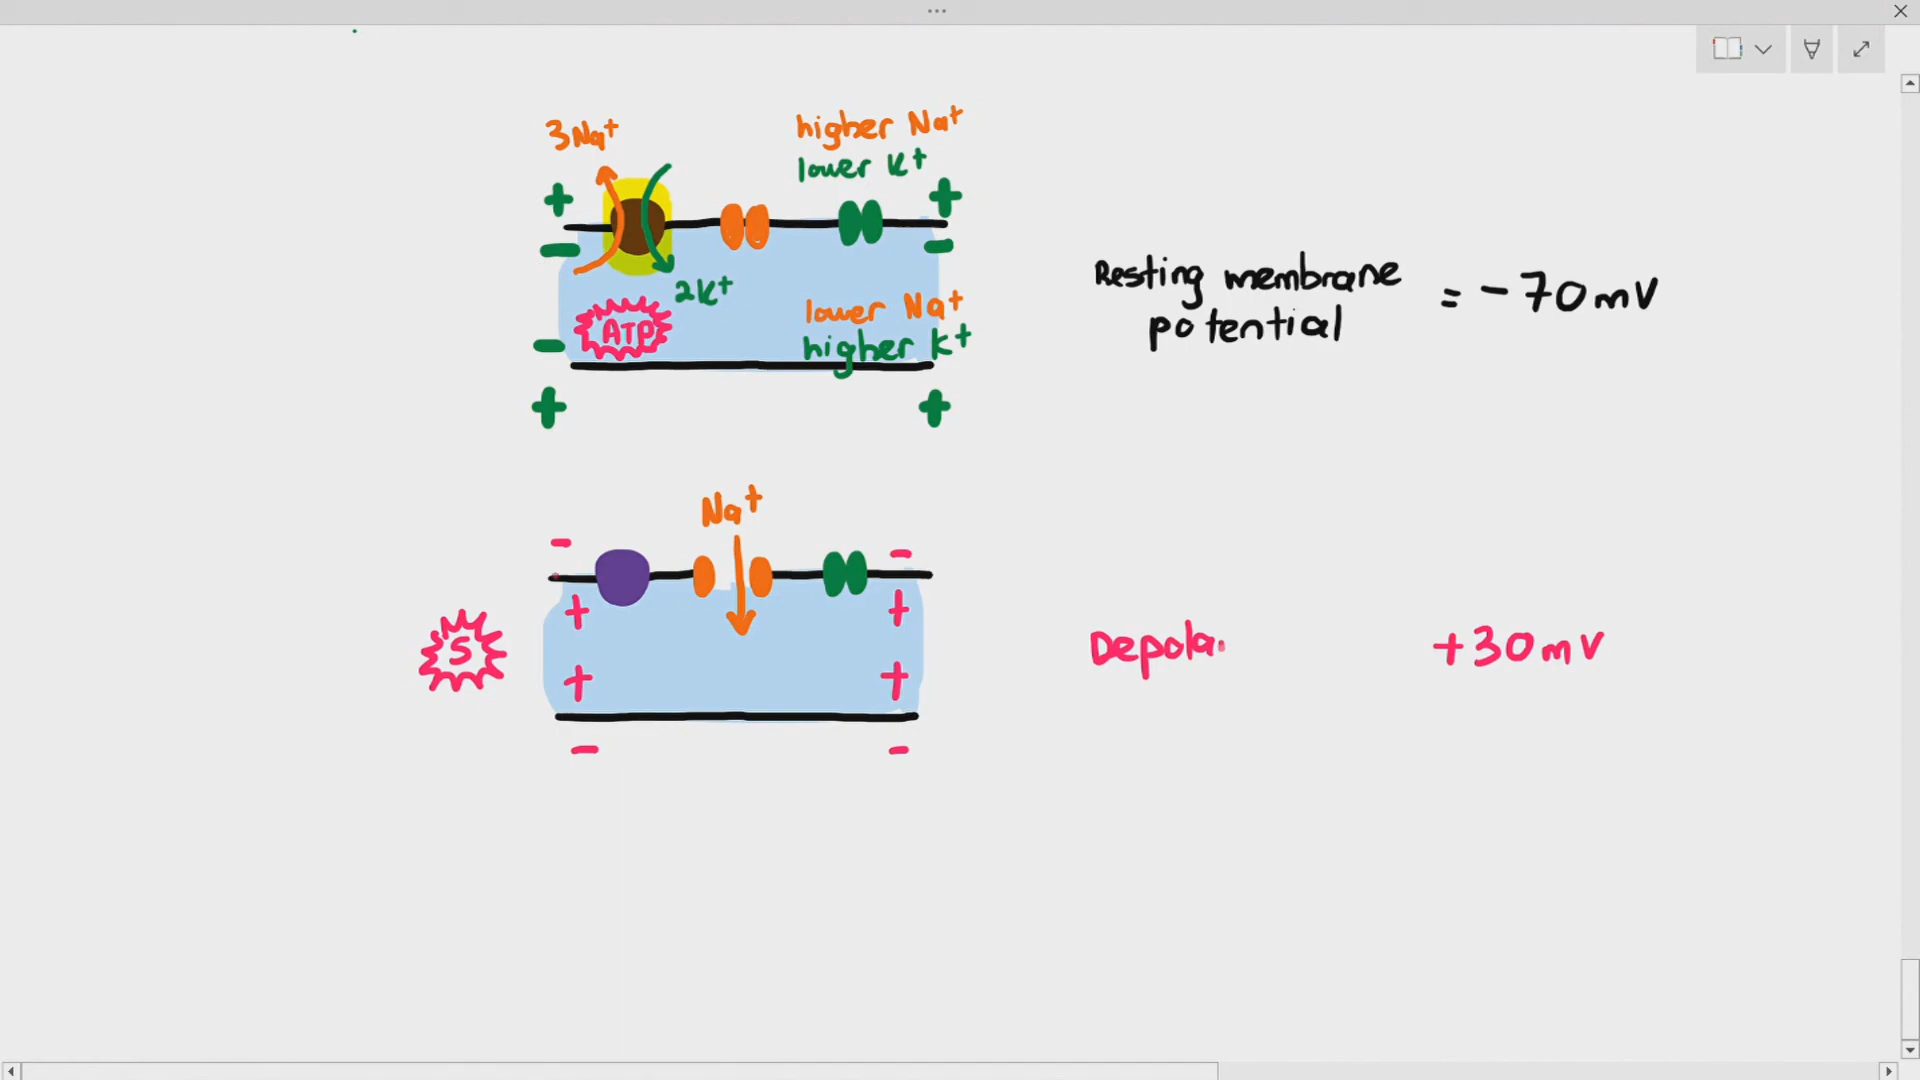 3Na⁺
higher Na⁺
lower K⁺
+
+
−
−
2K⁺
ATP
lower Na⁺
higher K⁺
−
+
+
Resting membrane
potential
= −70mV
Na⁺
−
−
+
+
S
+
+
−
−
Depola
+30mV